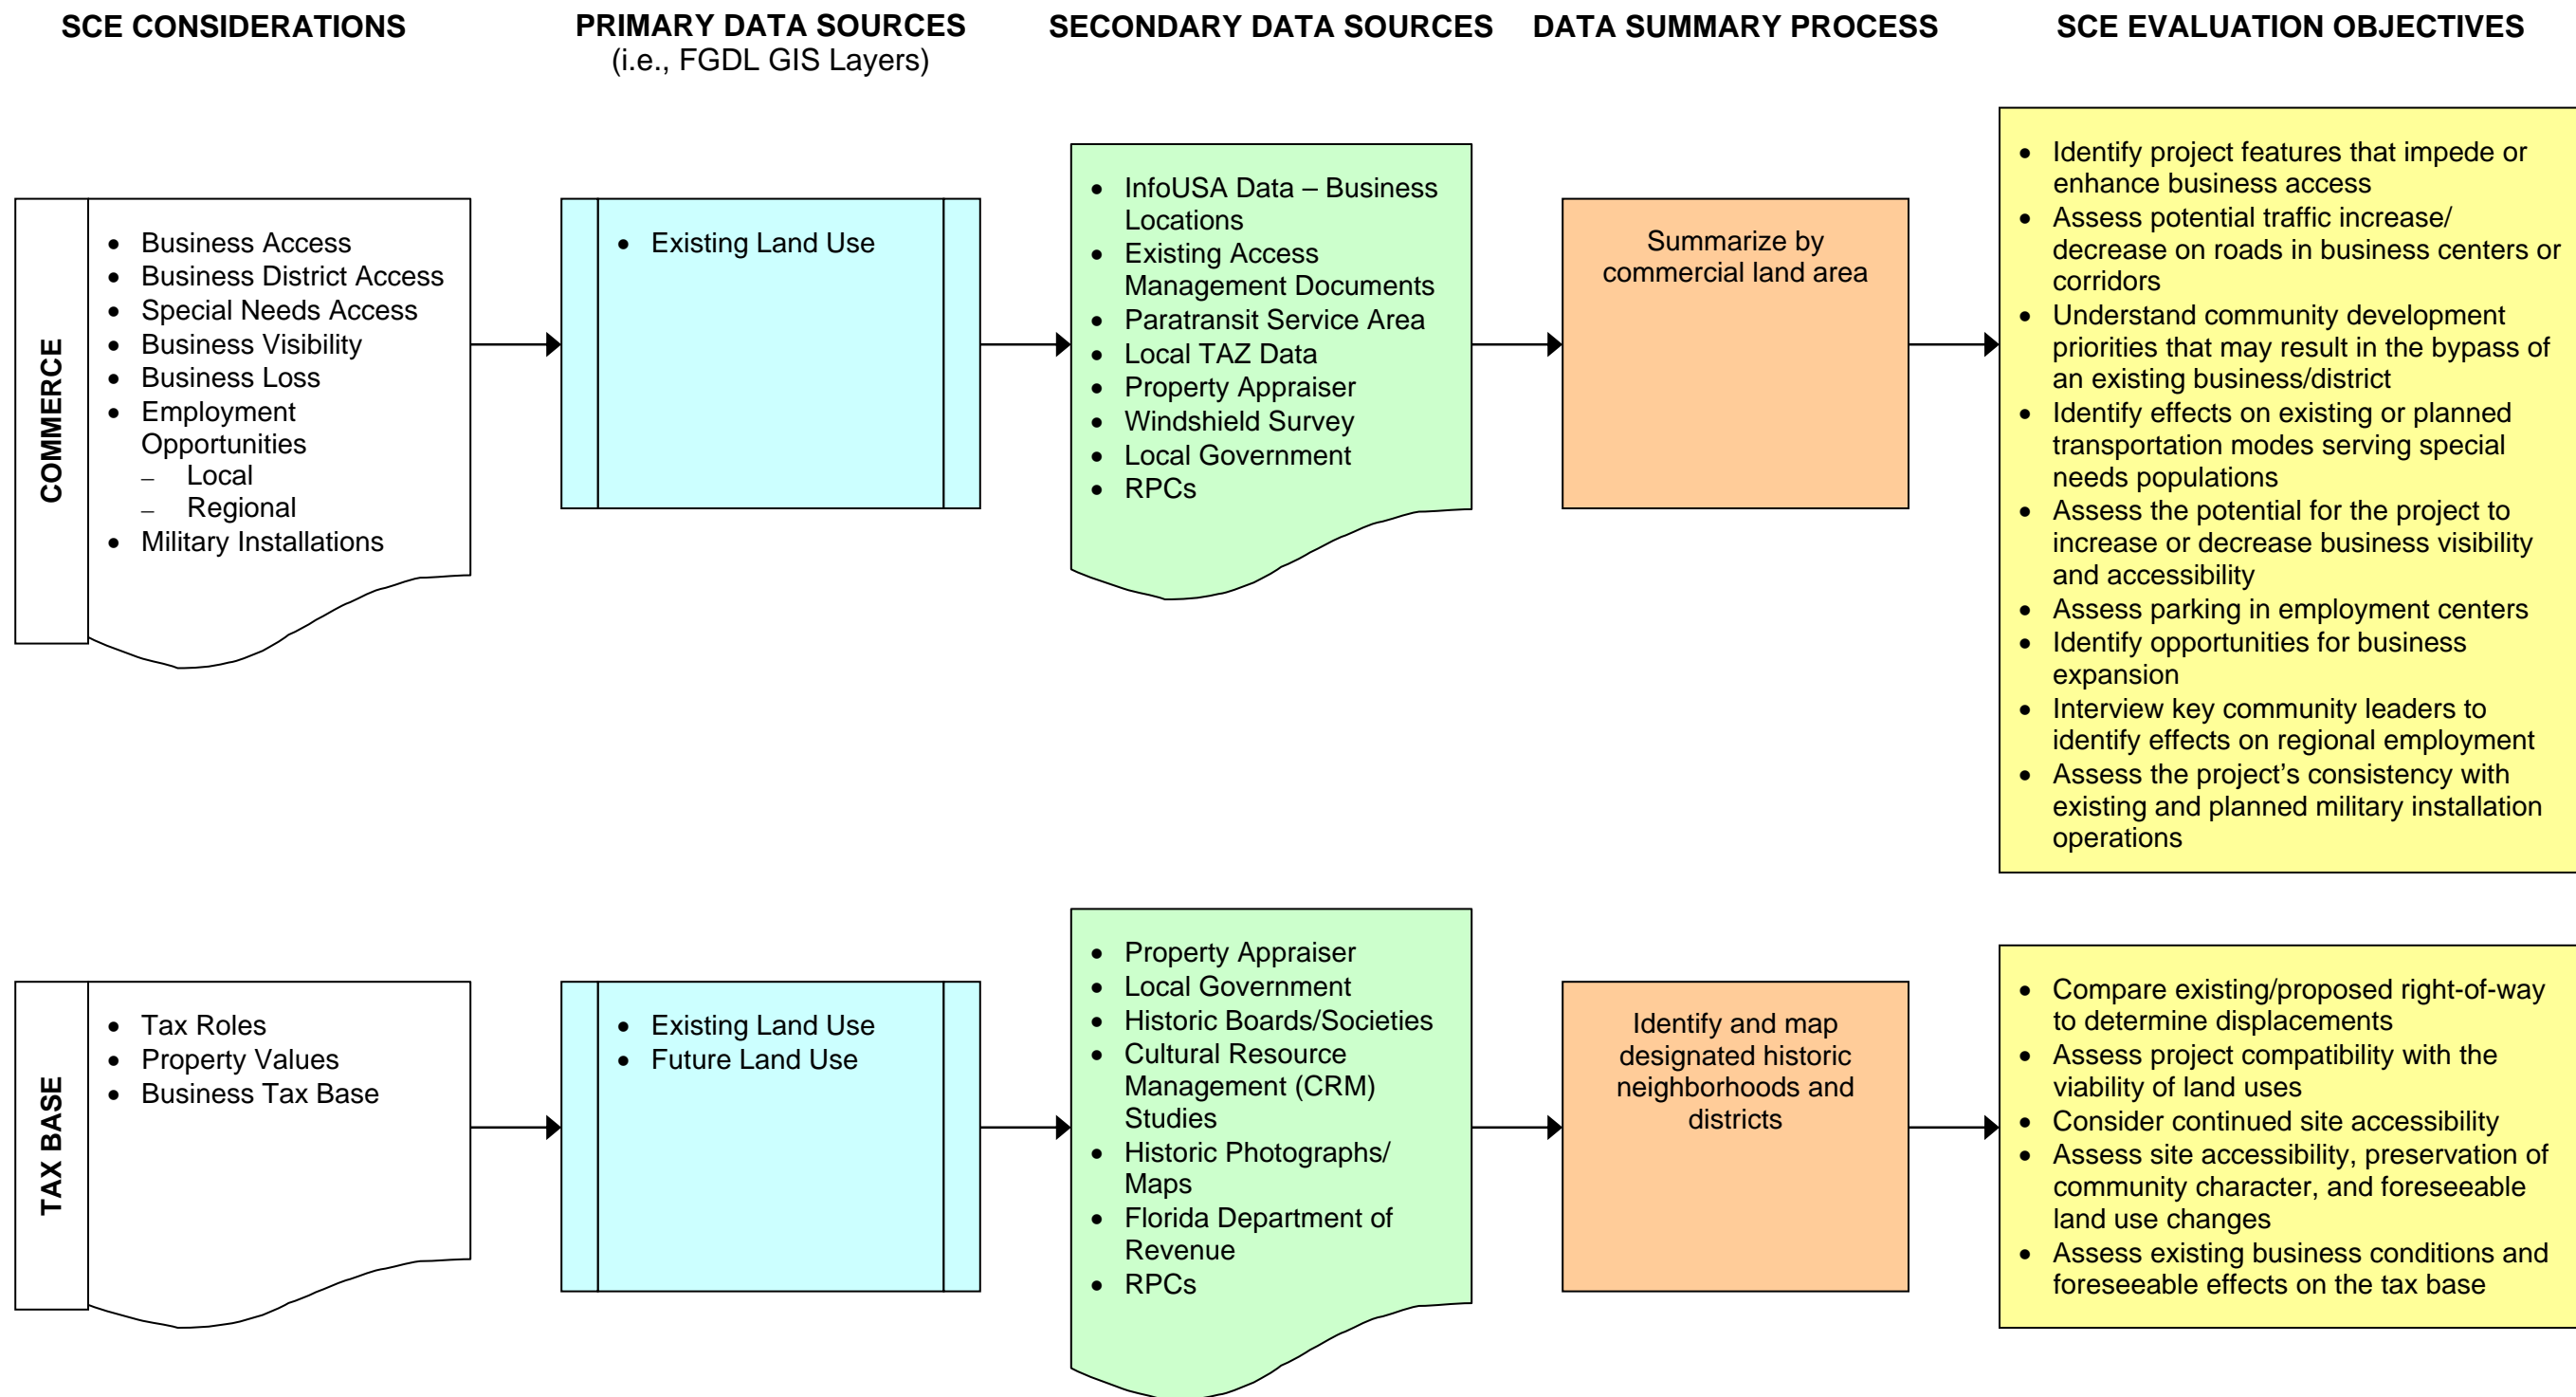 SCE CONSIDERATIONS
PRIMARY DATA SOURCES
(i.e., FGDL GIS Layers)
SECONDARY DATA SOURCES
DATA SUMMARY PROCESS
SCE EVALUATION OBJECTIVES
COMMERCE
• Business Access
• Business District Access
• Special Needs Access
• Business Visibility
• Business Loss
• Employment
Opportunities
– Local
– Regional
• Military Installations
• Existing Land Use
• InfoUSA Data – Business
Locations
• Existing Access
Management Documents
• Paratransit Service Area
• Local TAZ Data
• Property Appraiser
• Windshield Survey
• Local Government
• RPCs
Summarize by
commercial land area
• Identify project features that impede or
enhance business access
• Assess potential traffic increase/
decrease on roads in business centers or
corridors
• Understand community development
priorities that may result in the bypass of
an existing business/district
• Identify effects on existing or planned
transportation modes serving special
needs populations
• Assess the potential for the project to
increase or decrease business visibility
and accessibility
• Assess parking in employment centers
• Identify opportunities for business
expansion
• Interview key community leaders to
identify effects on regional employment
• Assess the project’s consistency with
existing and planned military installation
operations
TAX BASE
• Tax Roles
• Property Values
• Business Tax Base
• Existing Land Use
• Future Land Use
• Property Appraiser
• Local Government
• Historic Boards/Societies
• Cultural Resource
Management (CRM)
Studies
• Historic Photographs/
Maps
• Florida Department of
Revenue
• RPCs
Identify and map
designated historic
neighborhoods and
districts
• Compare existing/proposed right-of-way
to determine displacements
• Assess project compatibility with the
viability of land uses
• Consider continued site accessibility
• Assess site accessibility, preservation of
community character, and foreseeable
land use changes
• Assess existing business conditions and
foreseeable effects on the tax base